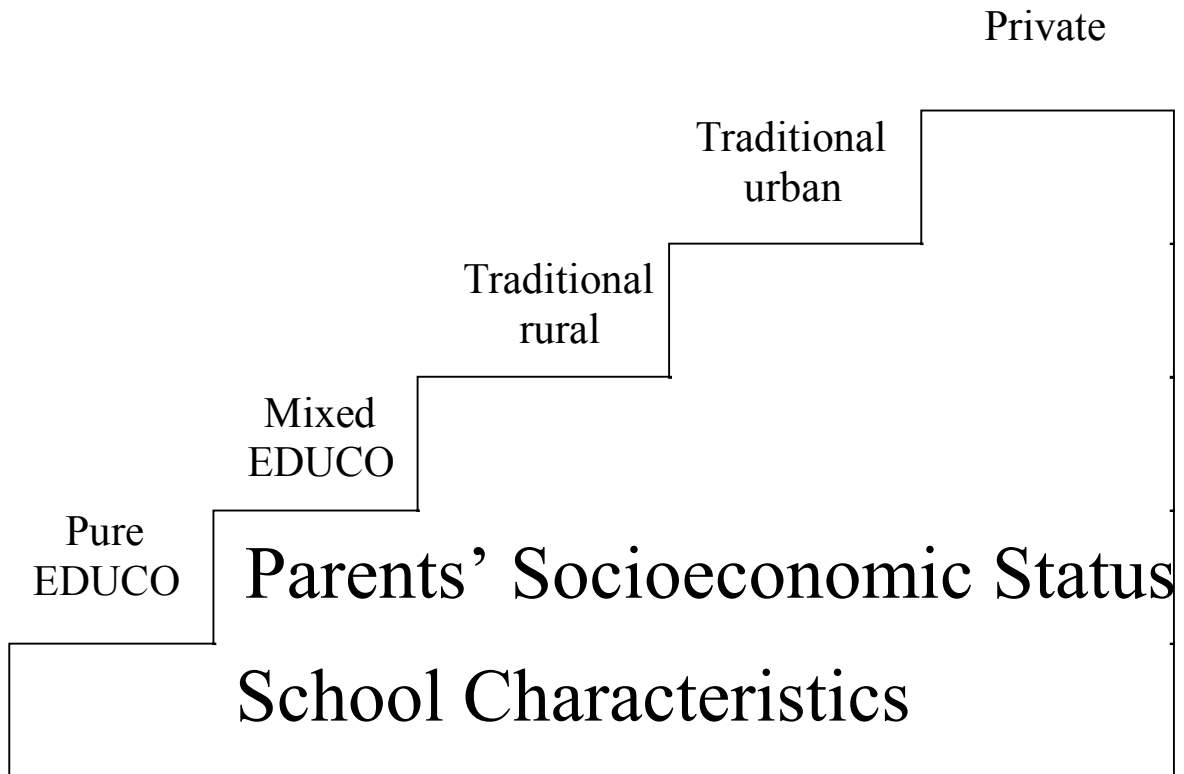 Private
Traditional
urban
Traditional
rural
Mixed
EDUCO
Pure
EDUCO
Parents’ Socioeconomic Status
School Characteristics